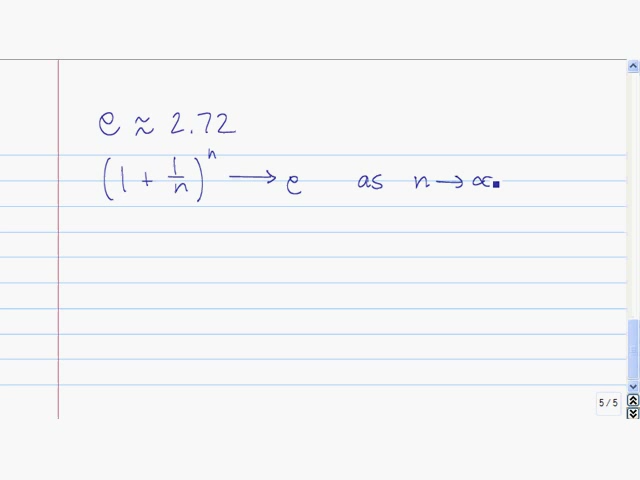 e ≈ 2.72
(1 + 1/n)^n → e as n → ∞
5 / 5